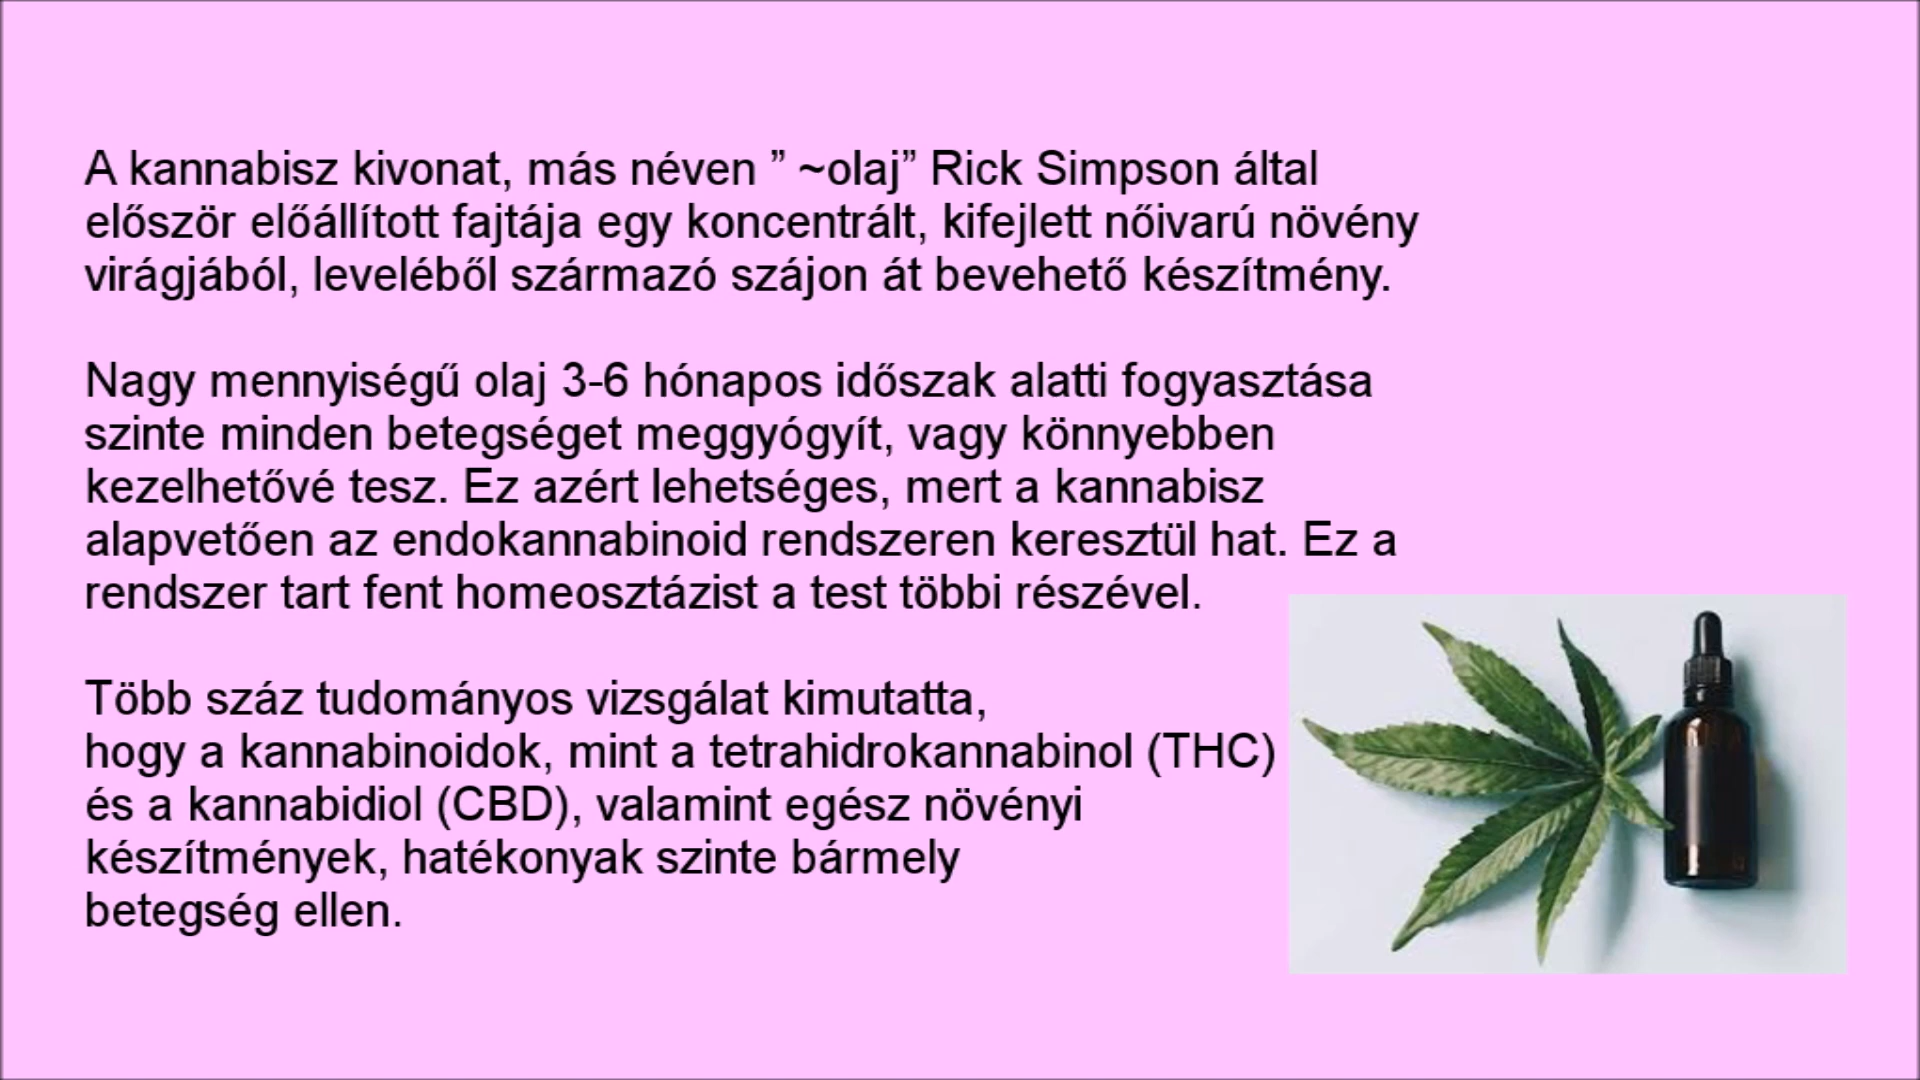 A kannabisz kivonat, más néven ” ~olaj” Rick Simpson által
először előállított fajtája egy koncentrált, kifejlett nőivarú növény
virágjából, leveléből származó szájon át bevehető készítmény.
Nagy mennyiségű olaj 3-6 hónapos időszak alatti fogyasztása
szinte minden betegséget meggyógyít, vagy könnyebben
kezelhetővé tesz. Ez azért lehetséges, mert a kannabisz
alapvetően az endokannabinoid rendszeren keresztül hat. Ez a
rendszer tart fent homeosztázist a test többi részével.
Több száz tudományos vizsgálat kimutatta,
hogy a kannabinoidok, mint a tetrahidrokannabinol (THC)
és a kannabidiol (CBD), valamint egész növényi
készítmények, hatékonyak szinte bármely
betegség ellen.